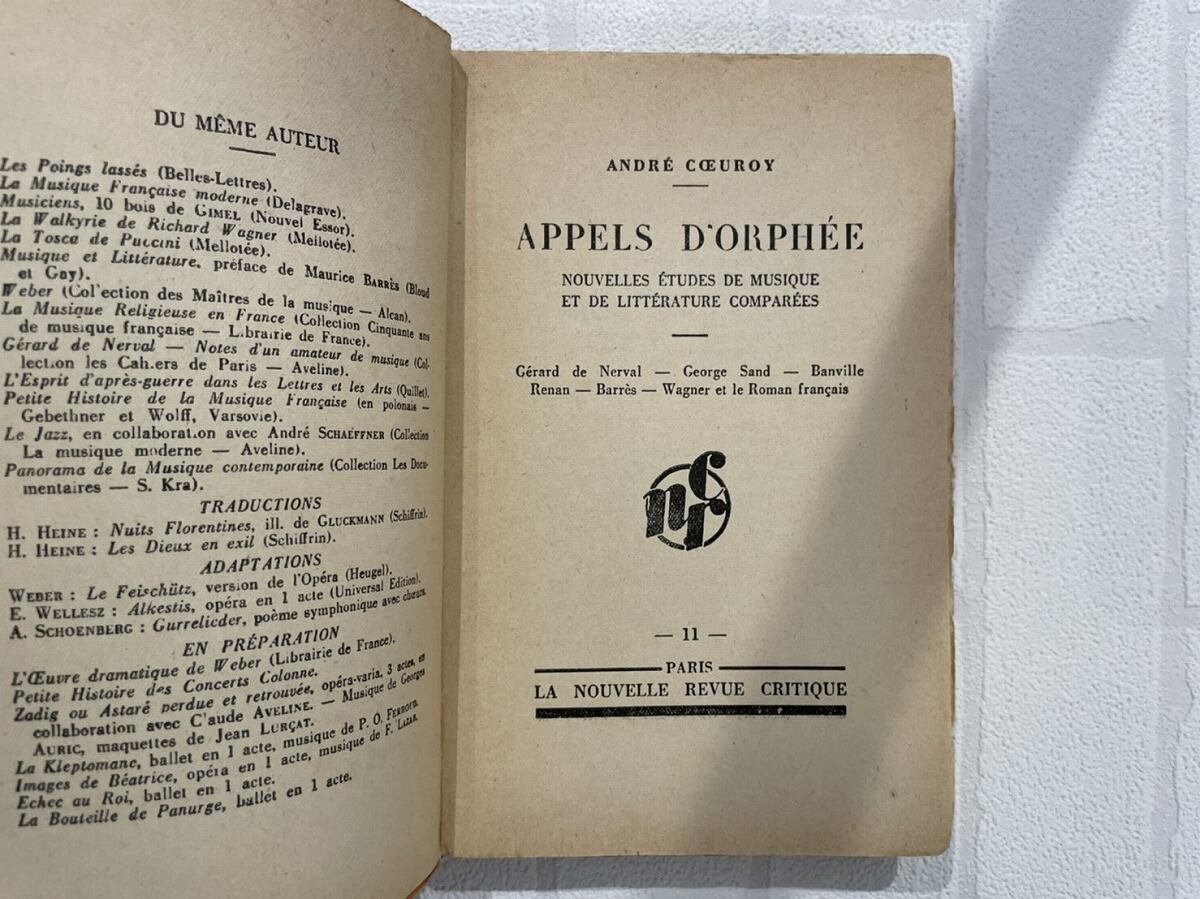 DU MÊME AUTEUR
Les Poings lassés (Belles-Lettres).
La Musique Française moderne (Delagrave).
Musiciens, 10 bois de GIMEL (Nouvel Essor).
La Walkyrie de Richard Wagner (Mellotée).
La Tosca de Puccini (Mellotée).
Musique et Littérature, préface de Maurice BARRÈS (Bloud
et Gay).
Weber (Collection des Maîtres de la musique — Alcan).
La Musique Religieuse en France (Collection Cinquante ans
de musique française — Librairie de France).
Gérard de Nerval — Notes d'un amateur de musique (Col-
lection les Cahiers de Paris — Aveline).
L'Esprit d'après-guerre dans les Lettres et les Arts (Quillet).
Petite Histoire de la Musique Française (en polonais —
Gebethner et Wolff, Varsovie).
Le Jazz, en collaboration avec André SCHAEFFNER (Collection
La musique moderne — Aveline).
Panorama de la Musique contemporaine (Collection Les Docu-
mentaires — S. Kra).
TRADUCTIONS
H. HEINE : Nuits Florentines, ill. de GLUCKMANN (Schiffrin).
H. HEINE : Les Dieux en exil (Schiffrin).
ADAPTATIONS
WEBER : Le Feischütz, version de l'Opéra (Heugel).
E. WELLESZ : Alkestis, opéra en 1 acte (Universal Edition).
A. SCHOENBERG : Gurrelieder, poème symphonique avec chœurs.
EN PRÉPARATION
L'Œuvre dramatique de Weber (Librairie de France).
Petite Histoire des Concerts Colonne.
Zadig ou Astaré perdue et retrouvée, opéra-varia, 3 actes, en
collaboration avec Claude AVELINE. — Musique de Georges
AURIC, maquettes de Jean LURÇAT.
La Kleptomane, ballet en 1 acte, musique de P. O. FERROUD.
Images de Béatrice, opéra en 1 acte, musique de F. LAZAR.
Echec au Roi, ballet en 1 acte.
La Bouteille de Panurge, ballet en 1 acte.
ANDRÉ CŒUROY
APPELS D'ORPHÉE
NOUVELLES ÉTUDES DE MUSIQUE
ET DE LITTÉRATURE COMPARÉES
Gérard de Nerval — George Sand — Banville
Renan — Barrès — Wagner et le Roman français
nrc
— 11 —
PARIS
LA NOUVELLE REVUE CRITIQUE